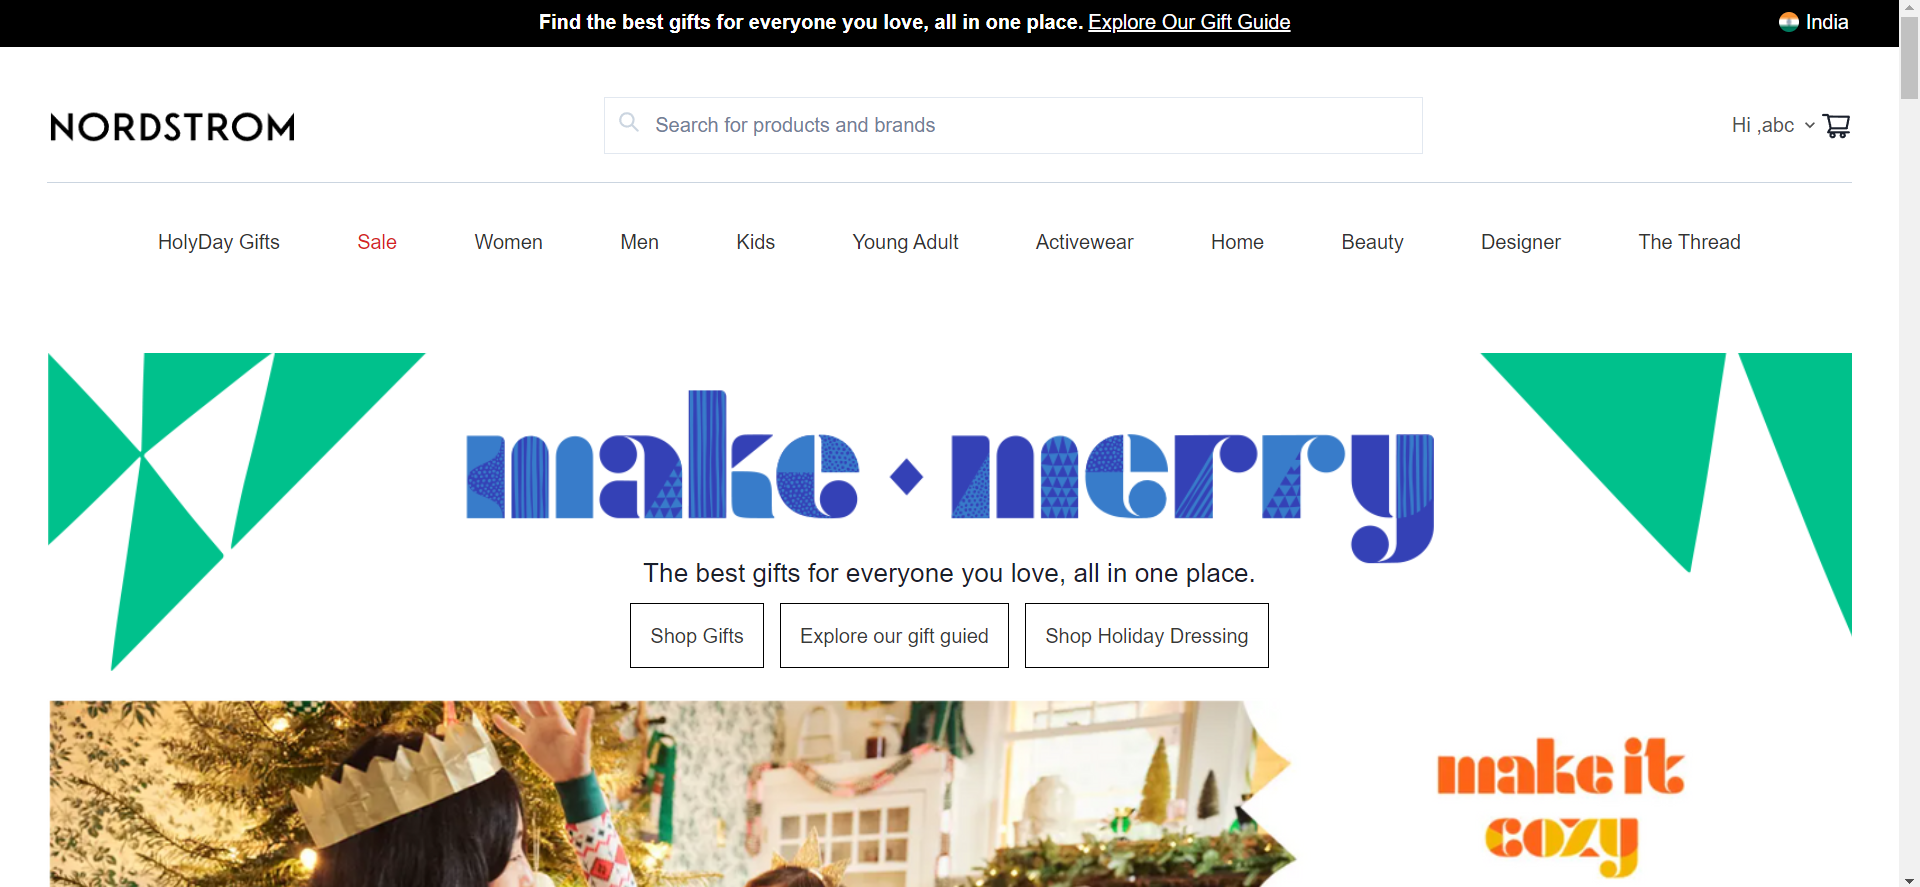 Find the best gifts for everyone you love, all in one place. Explore Our Gift Guide
India
NORDSTROM
Search for products and brands
Hi ,abc
HolyDay Gifts
Sale
Women
Men
Kids
Young Adult
Activewear
Home
Beauty
Designer
The Thread
make merry
The best gifts for everyone you love, all in one place.
Shop Gifts
Explore our gift guied
Shop Holiday Dressing
make it
cozy